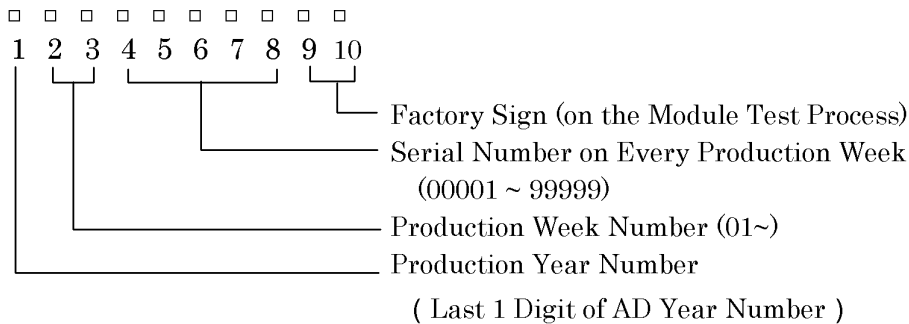 □ □ □ □ □ □ □ □ □ □
1 2 3 4 5 6 7 8 9 10
Factory Sign (on the Module Test Process)
Serial Number on Every Production Week
(00001 ~ 99999)
Production Week Number (01~)
Production Year Number
( Last 1 Digit of AD Year Number )